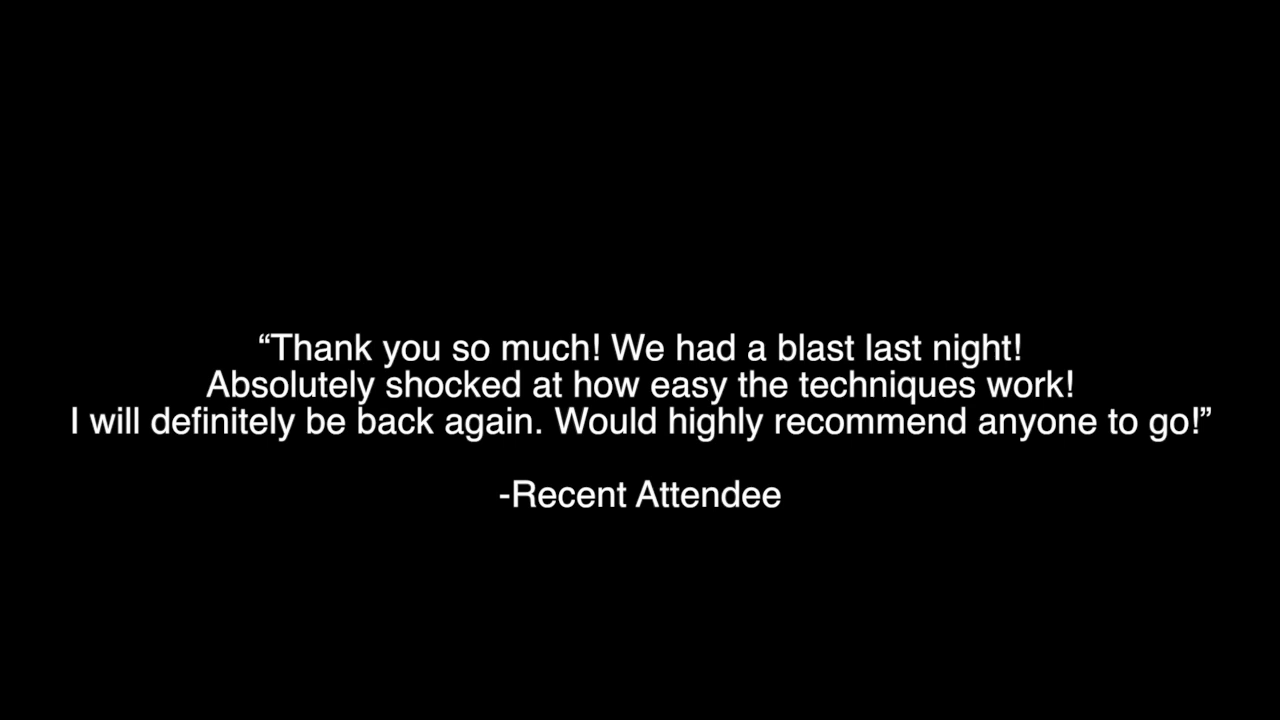 “Thank you so much! We had a blast last night!
Absolutely shocked at how easy the techniques work!
I will definitely be back again. Would highly recommend anyone to go!”
-Recent Attendee